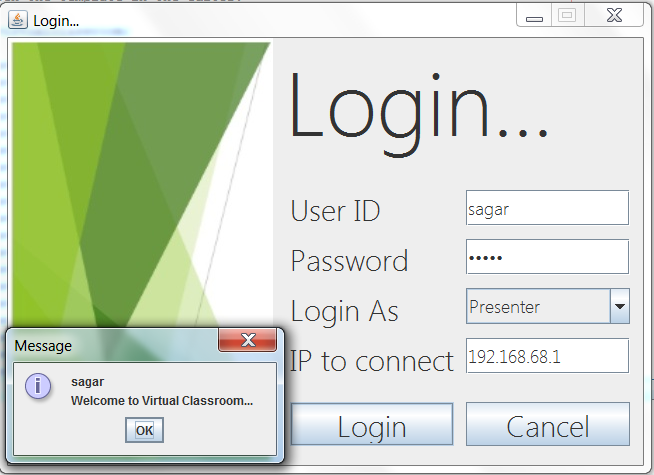 Login...
Login...
User ID
sagar
Password
•••••
Login As
Presenter
IP to connect
192.168.68.1
Login
Cancel
Message
sagar
Welcome to Virtual Classroom...
OK